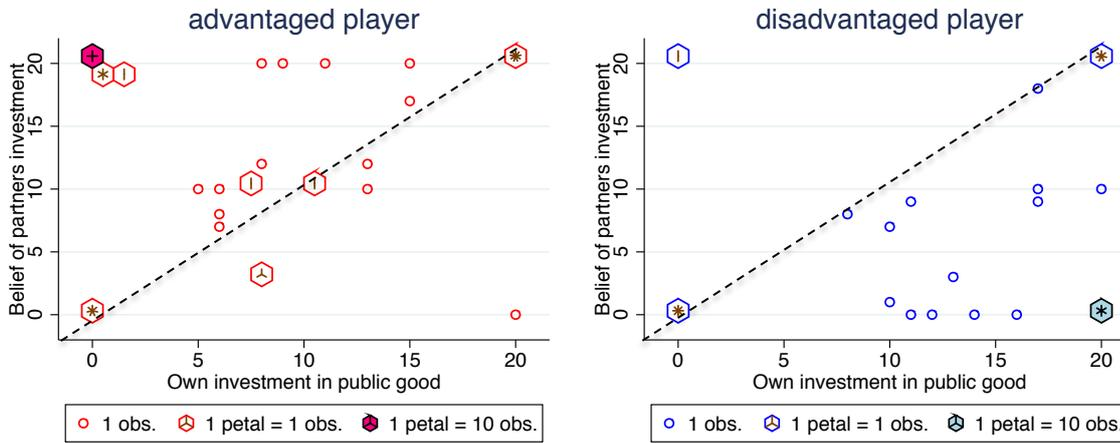 advantaged player
disadvantaged player
Belief of partners investment
20
15
10
5
0
0
5
10
15
20
Own investment in public good
1 obs.
1 petal = 1 obs.
1 petal = 10 obs.
Belief of partners investment
20
15
10
5
0
0
5
10
15
20
Own investment in public good
1 obs.
1 petal = 1 obs.
1 petal = 10 obs